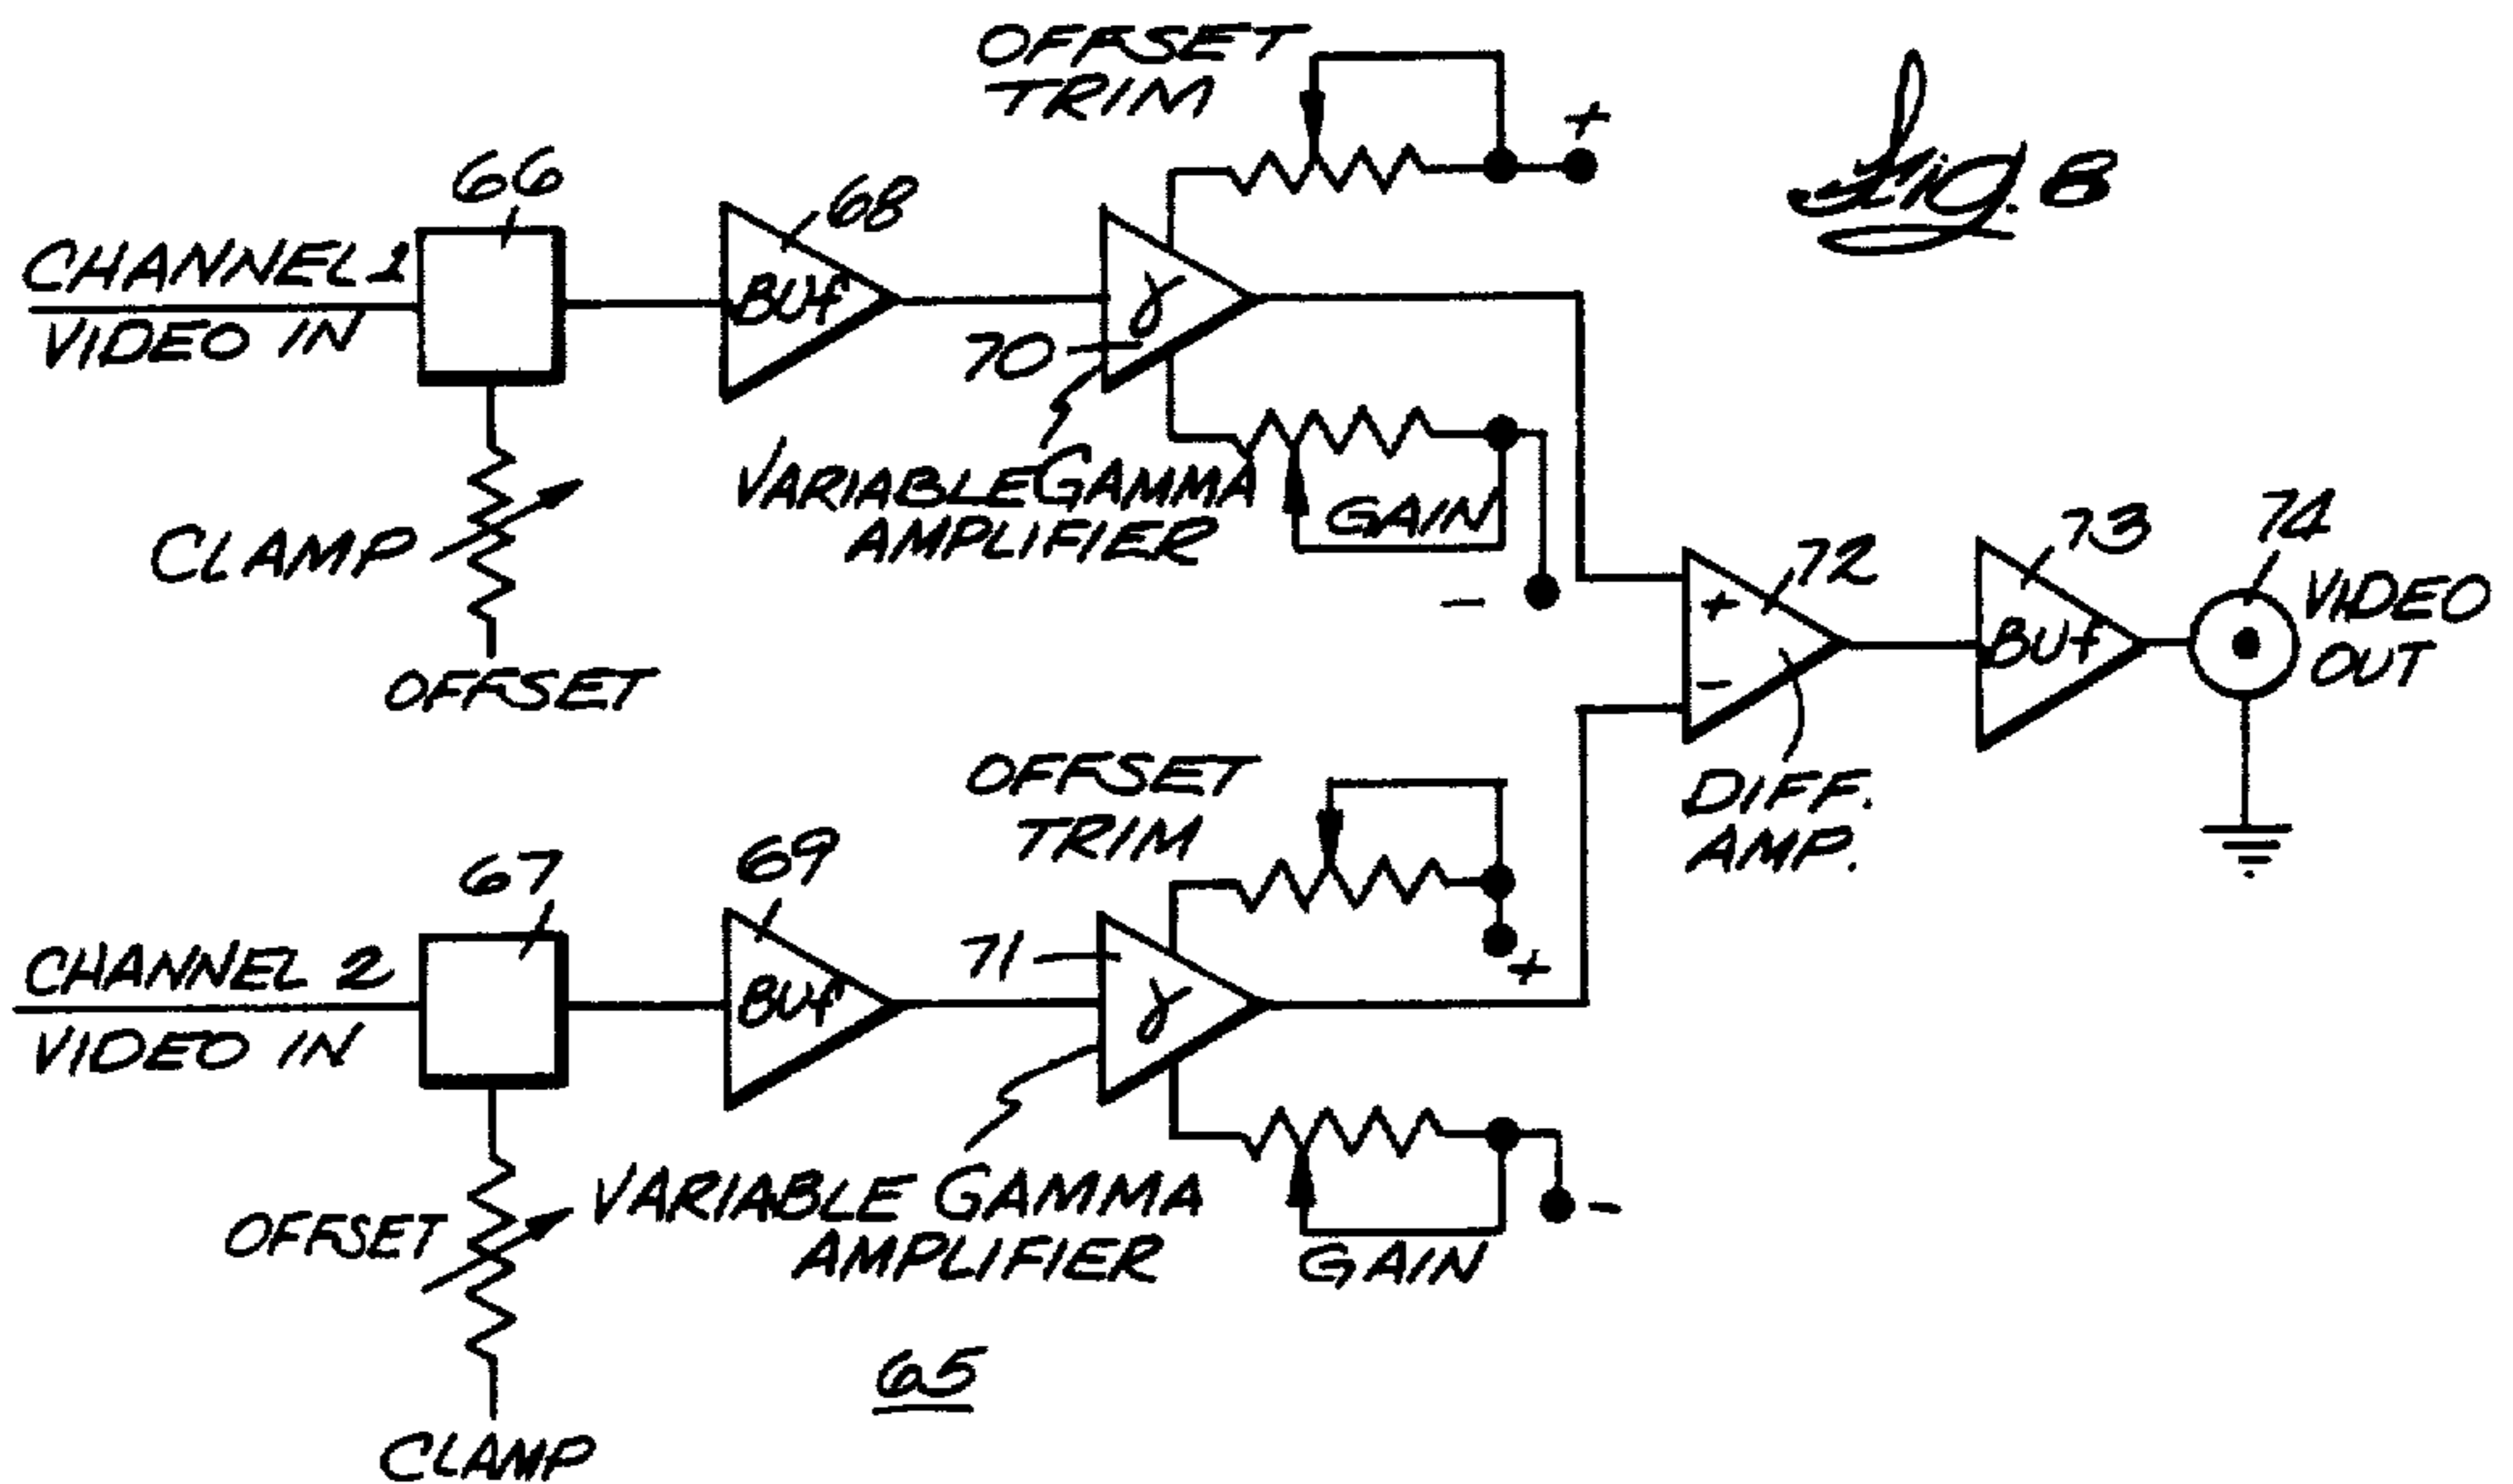 OFFSET
TRIM
+
Fig. 8
66
68
CHANNEL 1
VIDEO IN
BUF
γ
70
VARIABLE GAMMA
AMPLIFIER
GAIN
-
CLAMP
OFFSET
72
+
-
DIFF.
AMP.
73
BUF
74
VIDEO
OUT
OFFSET
TRIM
+
67
69
CHANNEL 2
VIDEO IN
BUF
71
γ
VARIABLE GAMMA
AMPLIFIER
GAIN
-
OFFSET
CLAMP
65